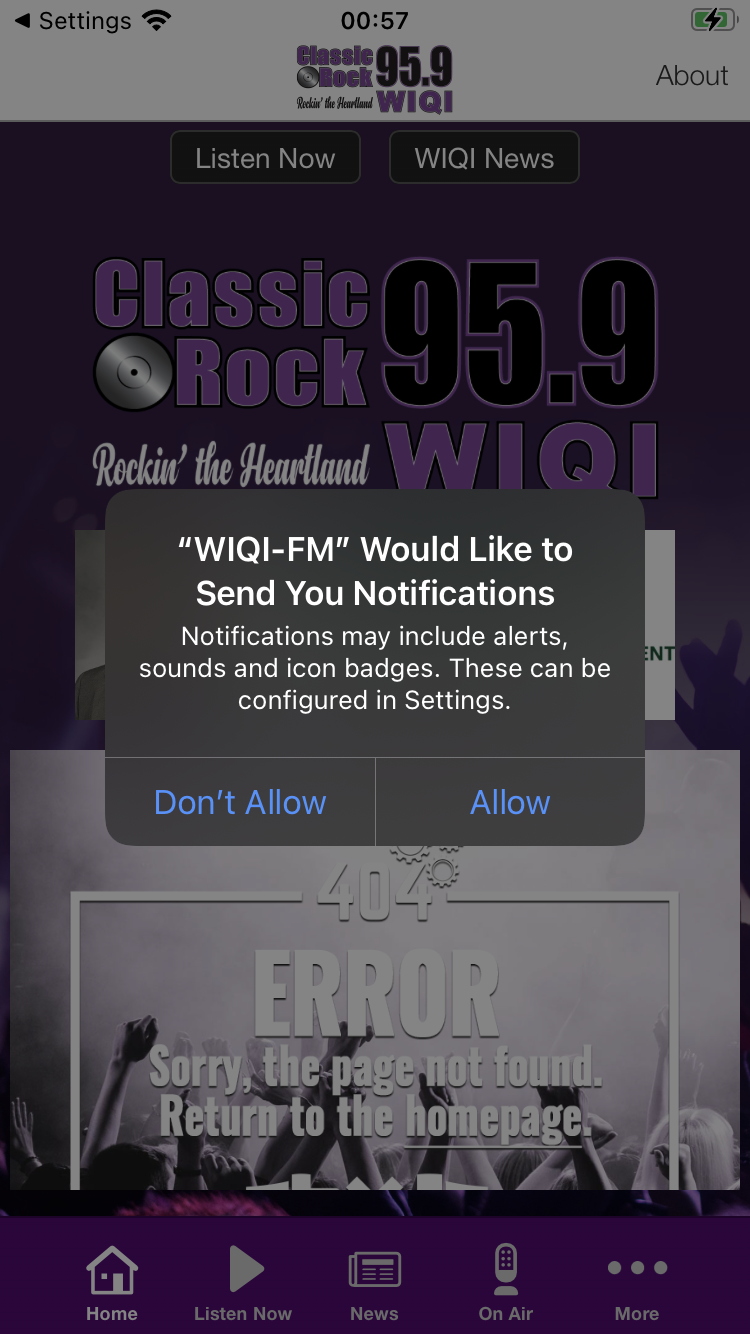 Settings
00:57
Classic
Rock 95.9
Rockin' the Heartland WIQI
About
Listen Now
WIQI News
Classic
Rock
95.9
Rockin' the Heartland
WIQI
“WIQI-FM” Would Like to
Send You Notifications
Notifications may include alerts,
sounds and icon badges. These can be
configured in Settings.
Don’t Allow
Allow
404
ERROR
Sorry, the page not found.
Return to the homepage.
Home
Listen Now
News
On Air
More